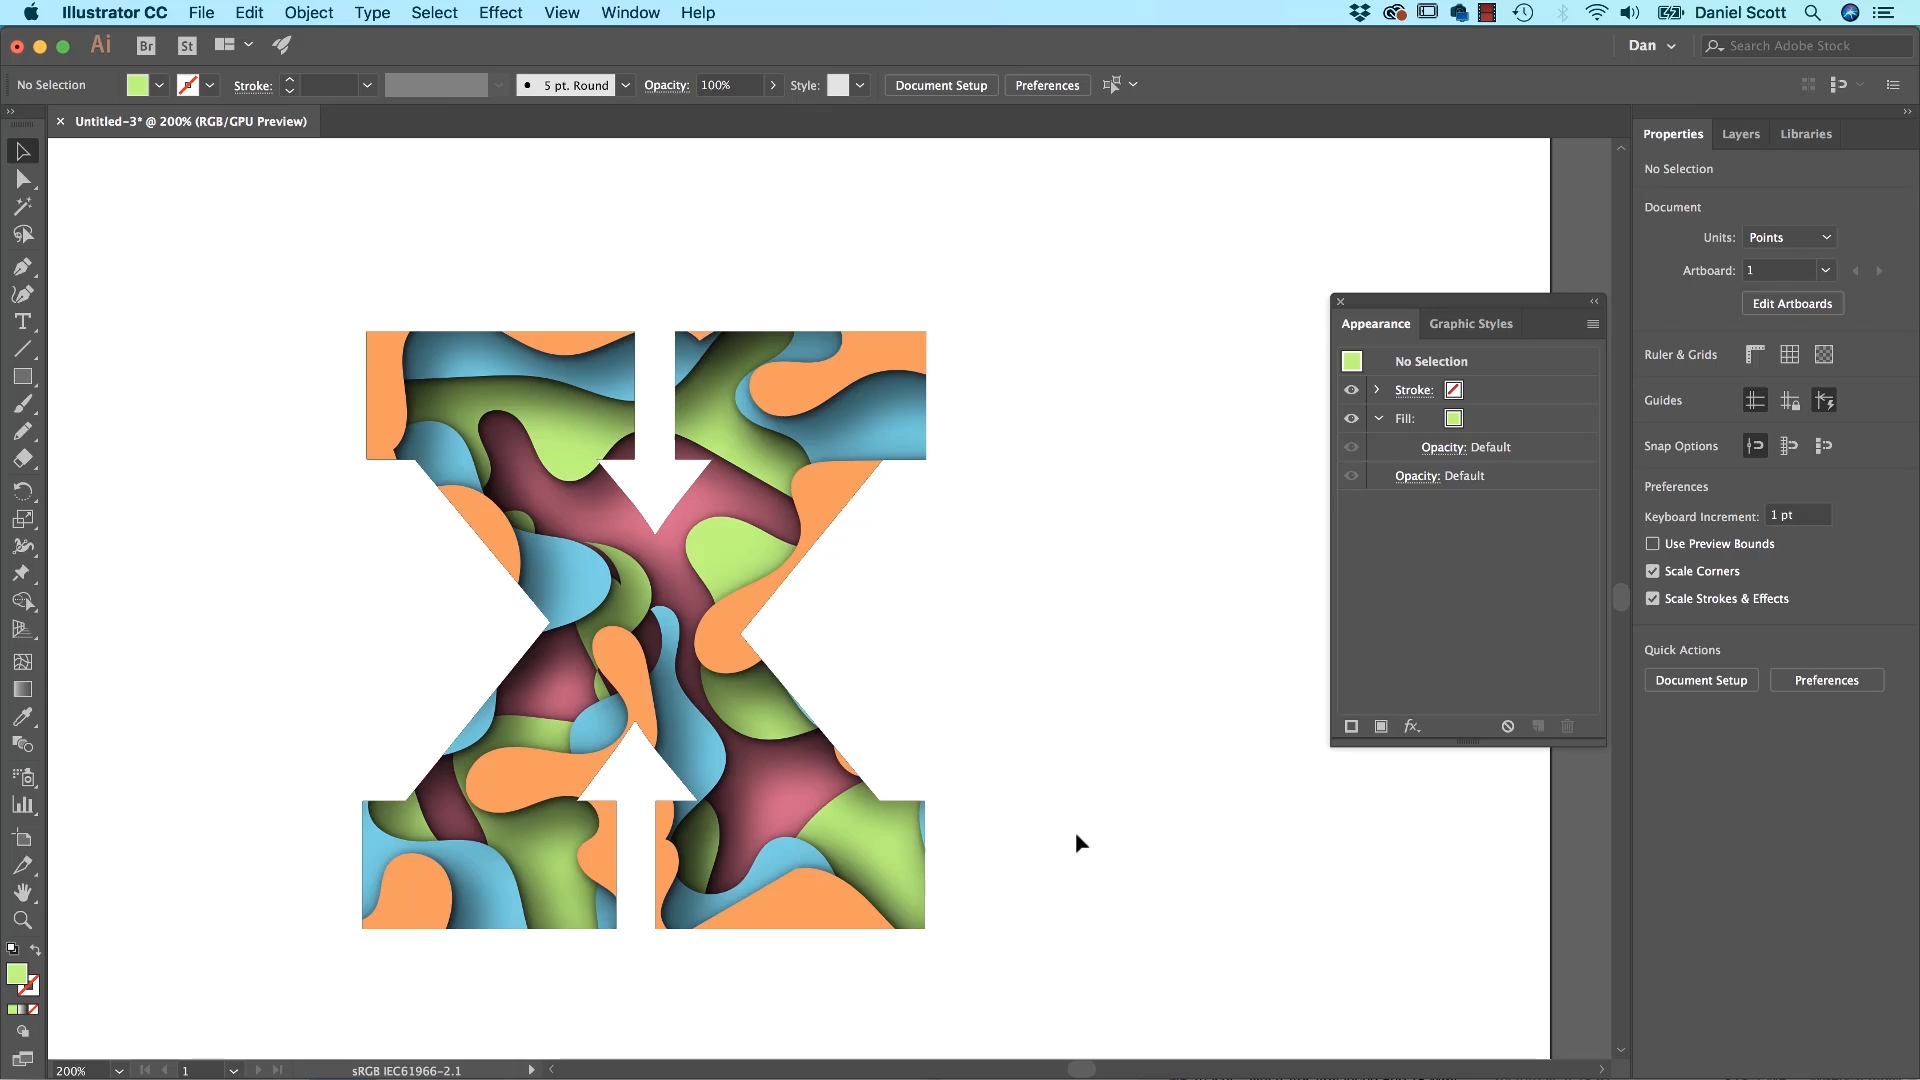 Illustrator CC File Edit Object Type Select Effect View Window Help Daniel Scott
Ai Br St Dan Search Adobe Stock
No Selection Stroke: 5 pt. Round Opacity: 100% Style: Document Setup Preferences
× Untitled-3* @ 200% (RGB/GPU Preview)
Properties Layers Libraries
No Selection
Document
Units: Points
Artboard: 1
Edit Artboards
Ruler & Grids
Guides
Snap Options
Preferences
Keyboard Increment: 1 pt
Use Preview Bounds
Scale Corners
Scale Strokes & Effects
Quick Actions
Document Setup Preferences
Appearance Graphic Styles
No Selection
Stroke:
Fill:
Opacity: Default
Opacity: Default
fx
X
200% 1 sRGB IEC61966-2.1